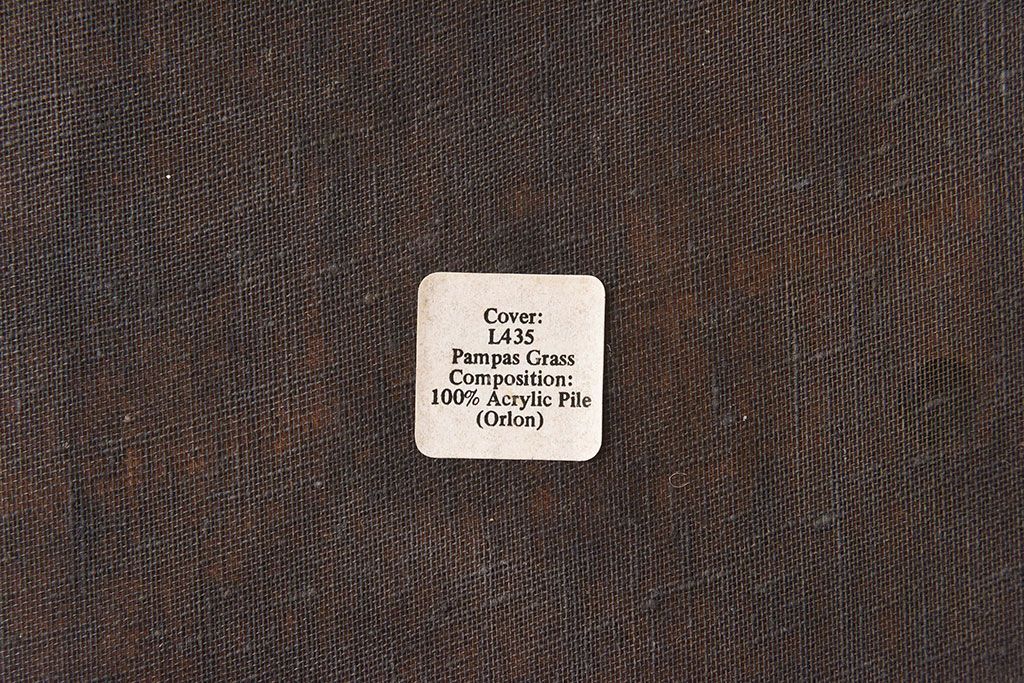 Cover:
L435
Pampas Grass
Composition:
100% Acrylic Pile
(Orlon)